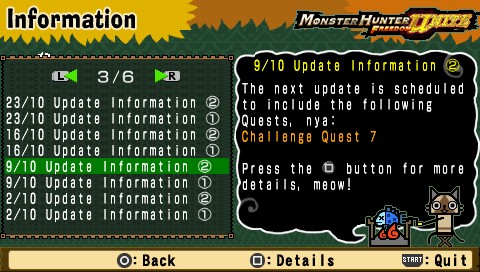 Information
MONSTER HUNTER
FREEDOM UNITE
L 3/6 R
23/10 Update Information ②
23/10 Update Information ①
16/10 Update Information ②
16/10 Update Information ①
9/10 Update Information ②
9/10 Update Information ①
2/10 Update Information ②
2/10 Update Information ①
9/10 Update Information ②
The next update is scheduled
to include the following
Quests, nya:
Challenge Quest 7
Press the □ button for more
details, meow!
○: Back
□: Details
START: Quit